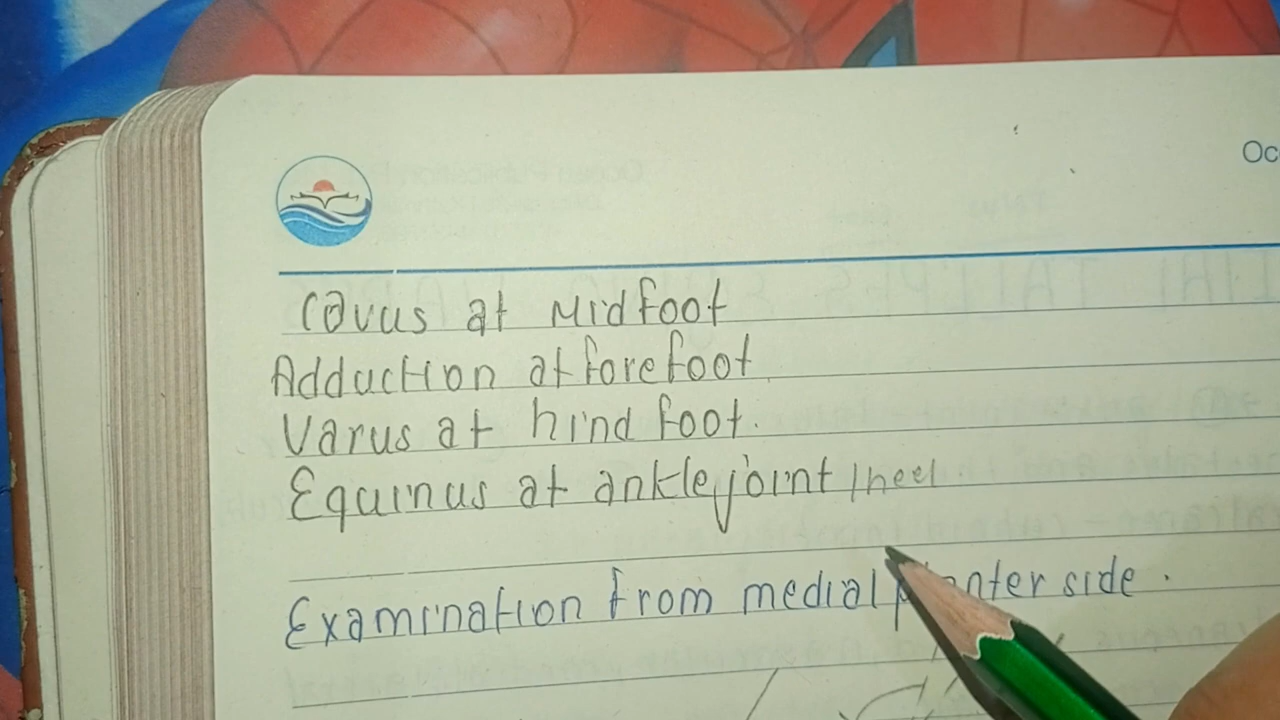 Oc
Cavus at Midfoot
Adduction at forefoot
Varus at hind foot.
Equinus at ankle joint / heel.
Examination from medial planter side.